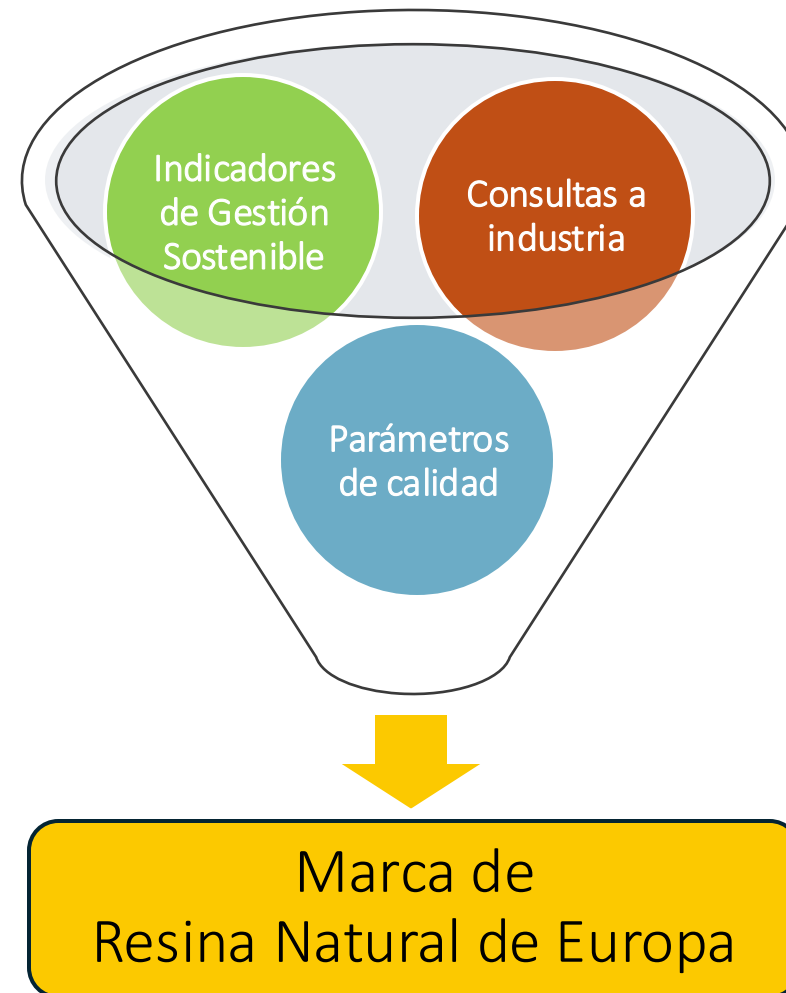 Indicadores
de Gestión
Sostenible
Consultas a
industria
Parámetros
de calidad
Marca de
Resina Natural de Europa